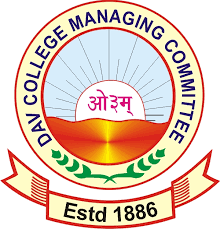 DAV COLLEGE MANAGING COMMITTEE
ओ३म्
Estd 1886